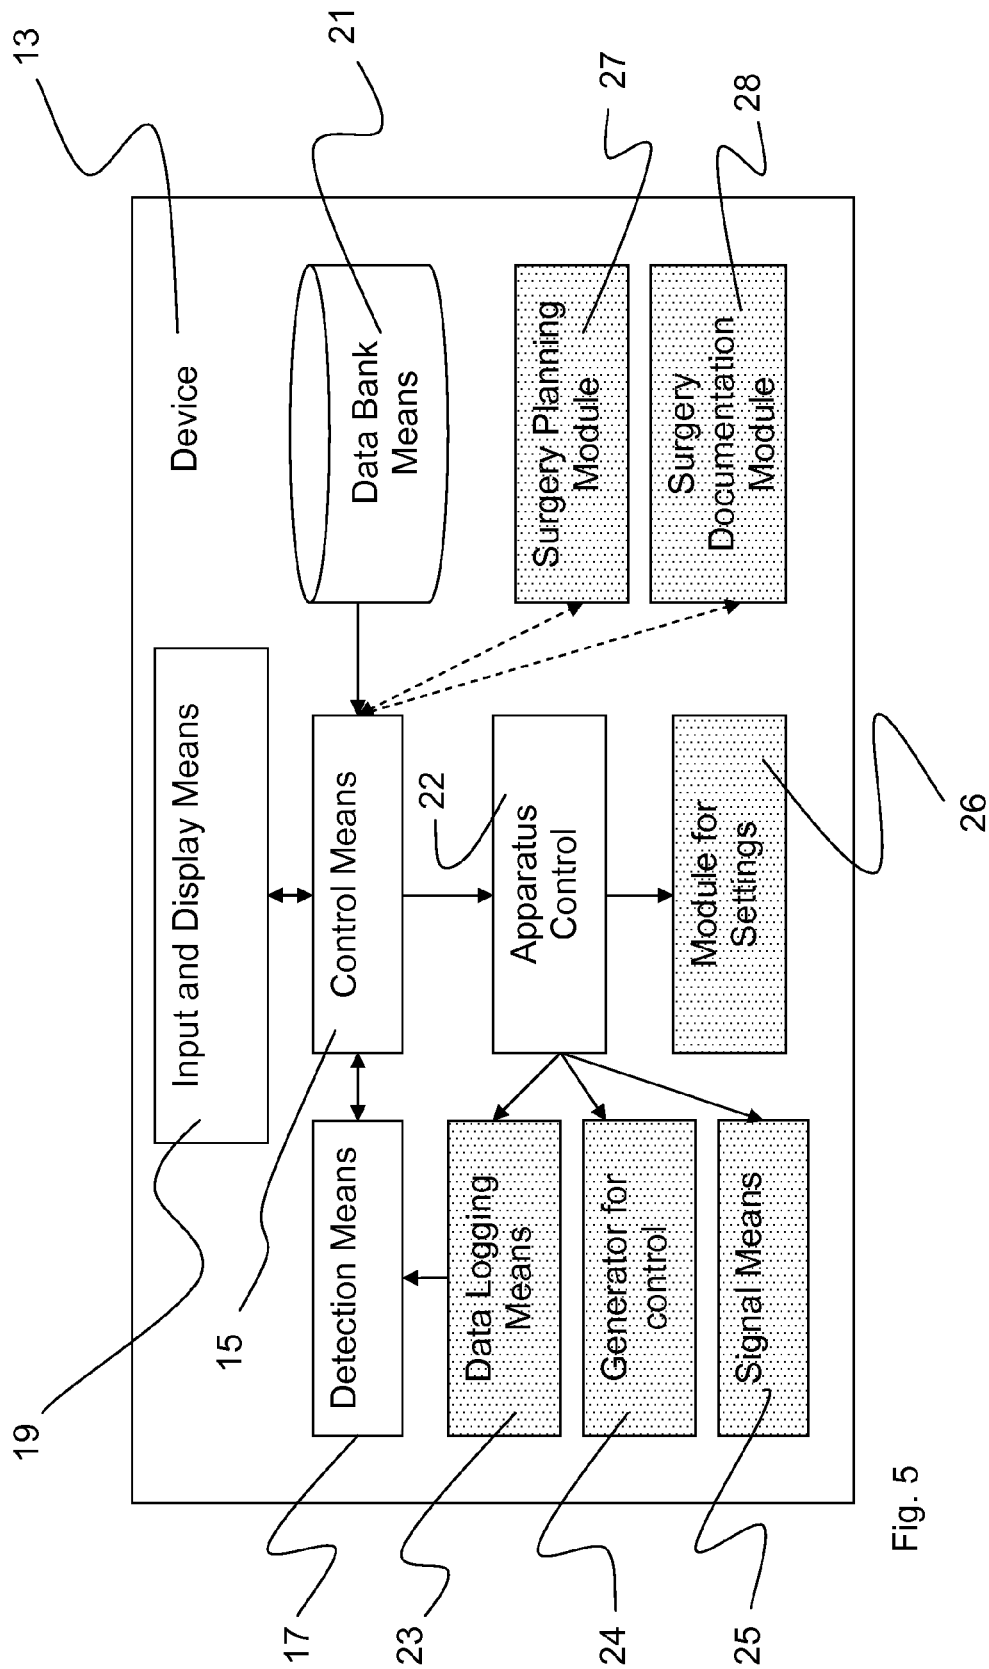 13
21
27
28
Device
Data Bank
Means
Surgery Planning
Module
Surgery
Documentation
Module
Input and Display Means
Control Means
22
Apparatus
Control
Module for
Settings
26
Detection Means
Data Logging
Means
Generator for
control
Signal Means
19
15
17
23
24
25
Fig. 5